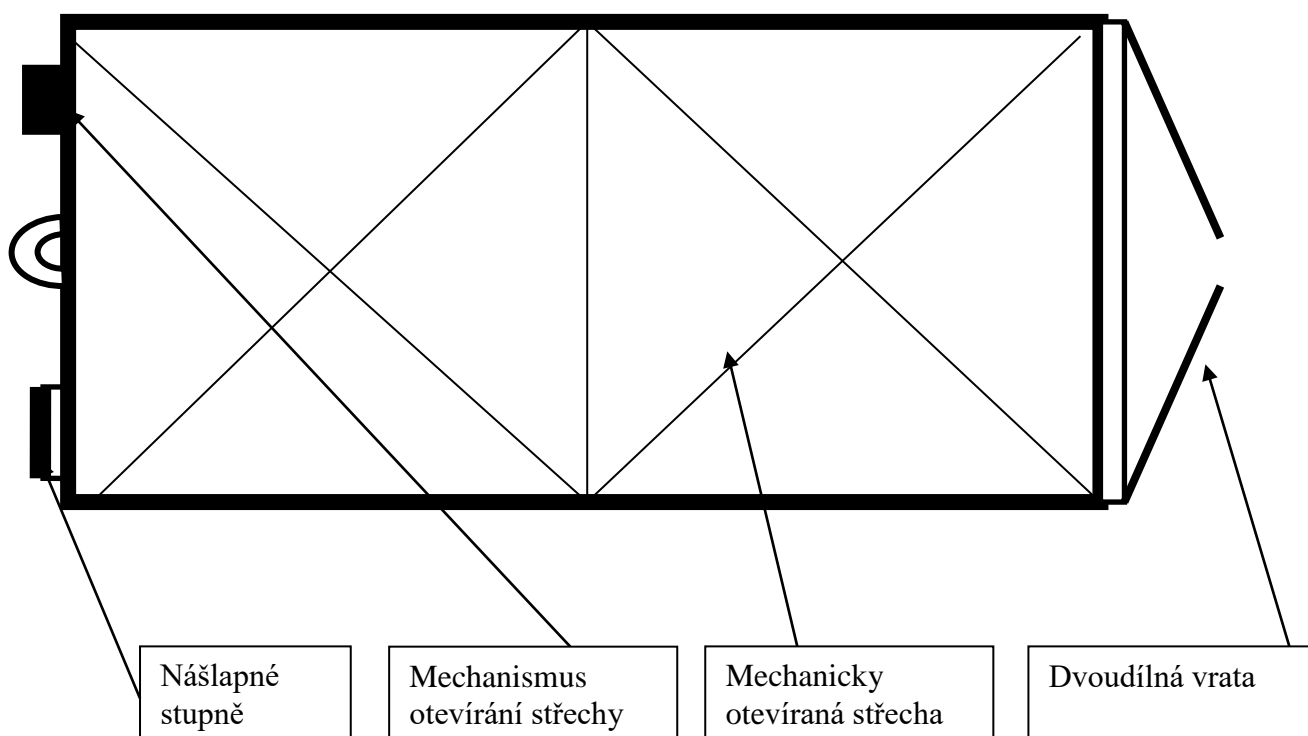 Nášlapné
stupně
Mechanismus
otevírání střechy
Mechanicky
otevíraná střecha
Dvoudílná vrata